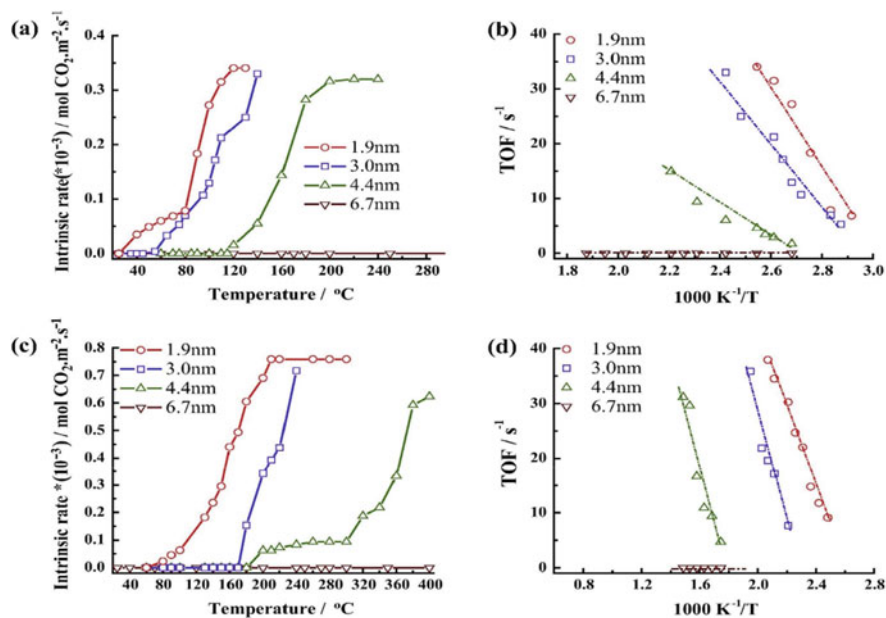 (a)
Intrinsic rate(*10⁻³) / mol CO₂.m⁻².s⁻¹
0.4
0.3
0.2
0.1
0.0
40 80 120 160 200 240 280
Temperature / °C
1.9nm
3.0nm
4.4nm
6.7nm
(b)
TOF / s⁻¹
40
30
20
10
0
1.8 2.0 2.2 2.4 2.6 2.8 3.0
1000 K⁻¹/T
1.9nm
3.0nm
4.4nm
6.7nm
(c)
Intrinsic rate *(10⁻³) / mol CO₂.m⁻².s⁻¹
0.8
0.7
0.6
0.5
0.4
0.3
0.2
0.1
0.0
40 100 160 220 280 340 400
Temperature / °C
1.9nm
3.0nm
4.4nm
6.7nm
(d)
TOF / s⁻¹
40
30
20
10
0
0.8 1.2 1.6 2.0 2.4 2.8
1000 K⁻¹/T
1.9nm
3.0nm
4.4nm
6.7nm